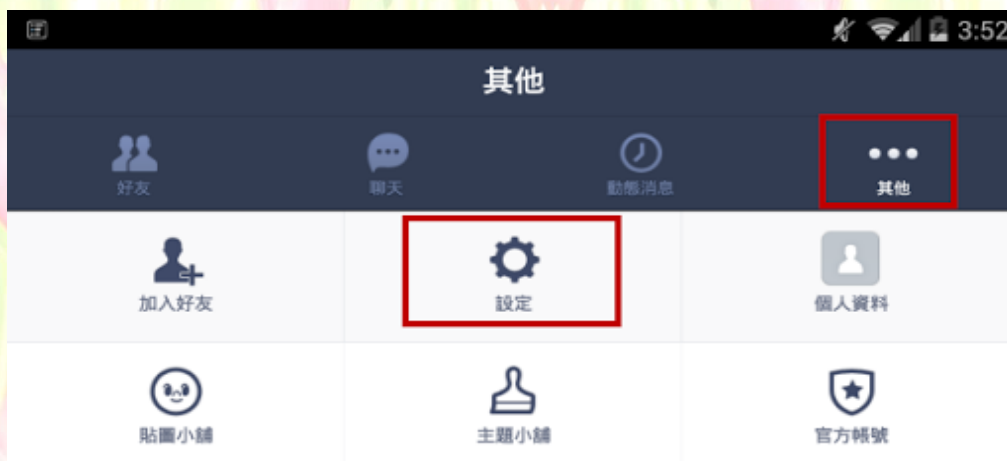 3:52
其他
好友 聊天 動態消息 其他
加入好友 設定 個人資料
貼圖小舖 主題小舖 官方帳號